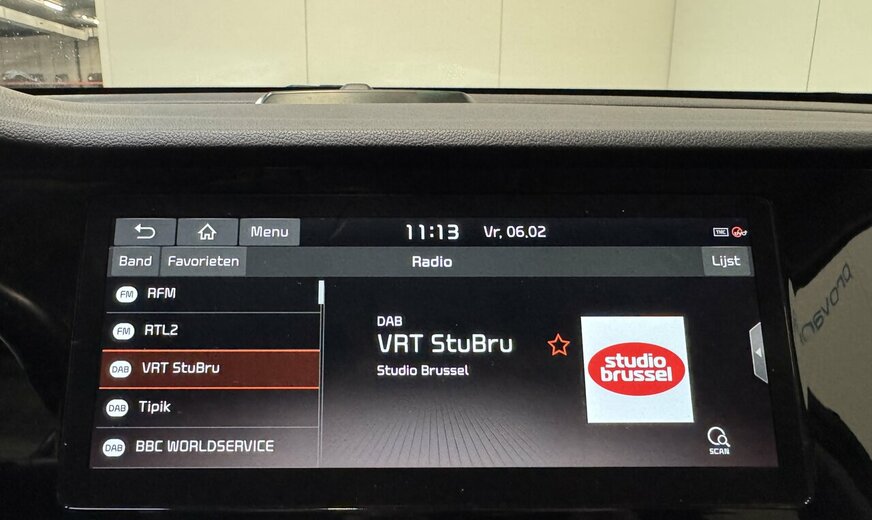 Menu 11:13 Vr. 06.02 TMC
Band Favorieten Radio Lijst
FM RFM
FM RTL2
DAB VRT StuBru
DAB Tipik
DAB BBC WORLDSERVICE
DAB
VRT StuBru
Studio Brussel
studio
brussel
SCAN